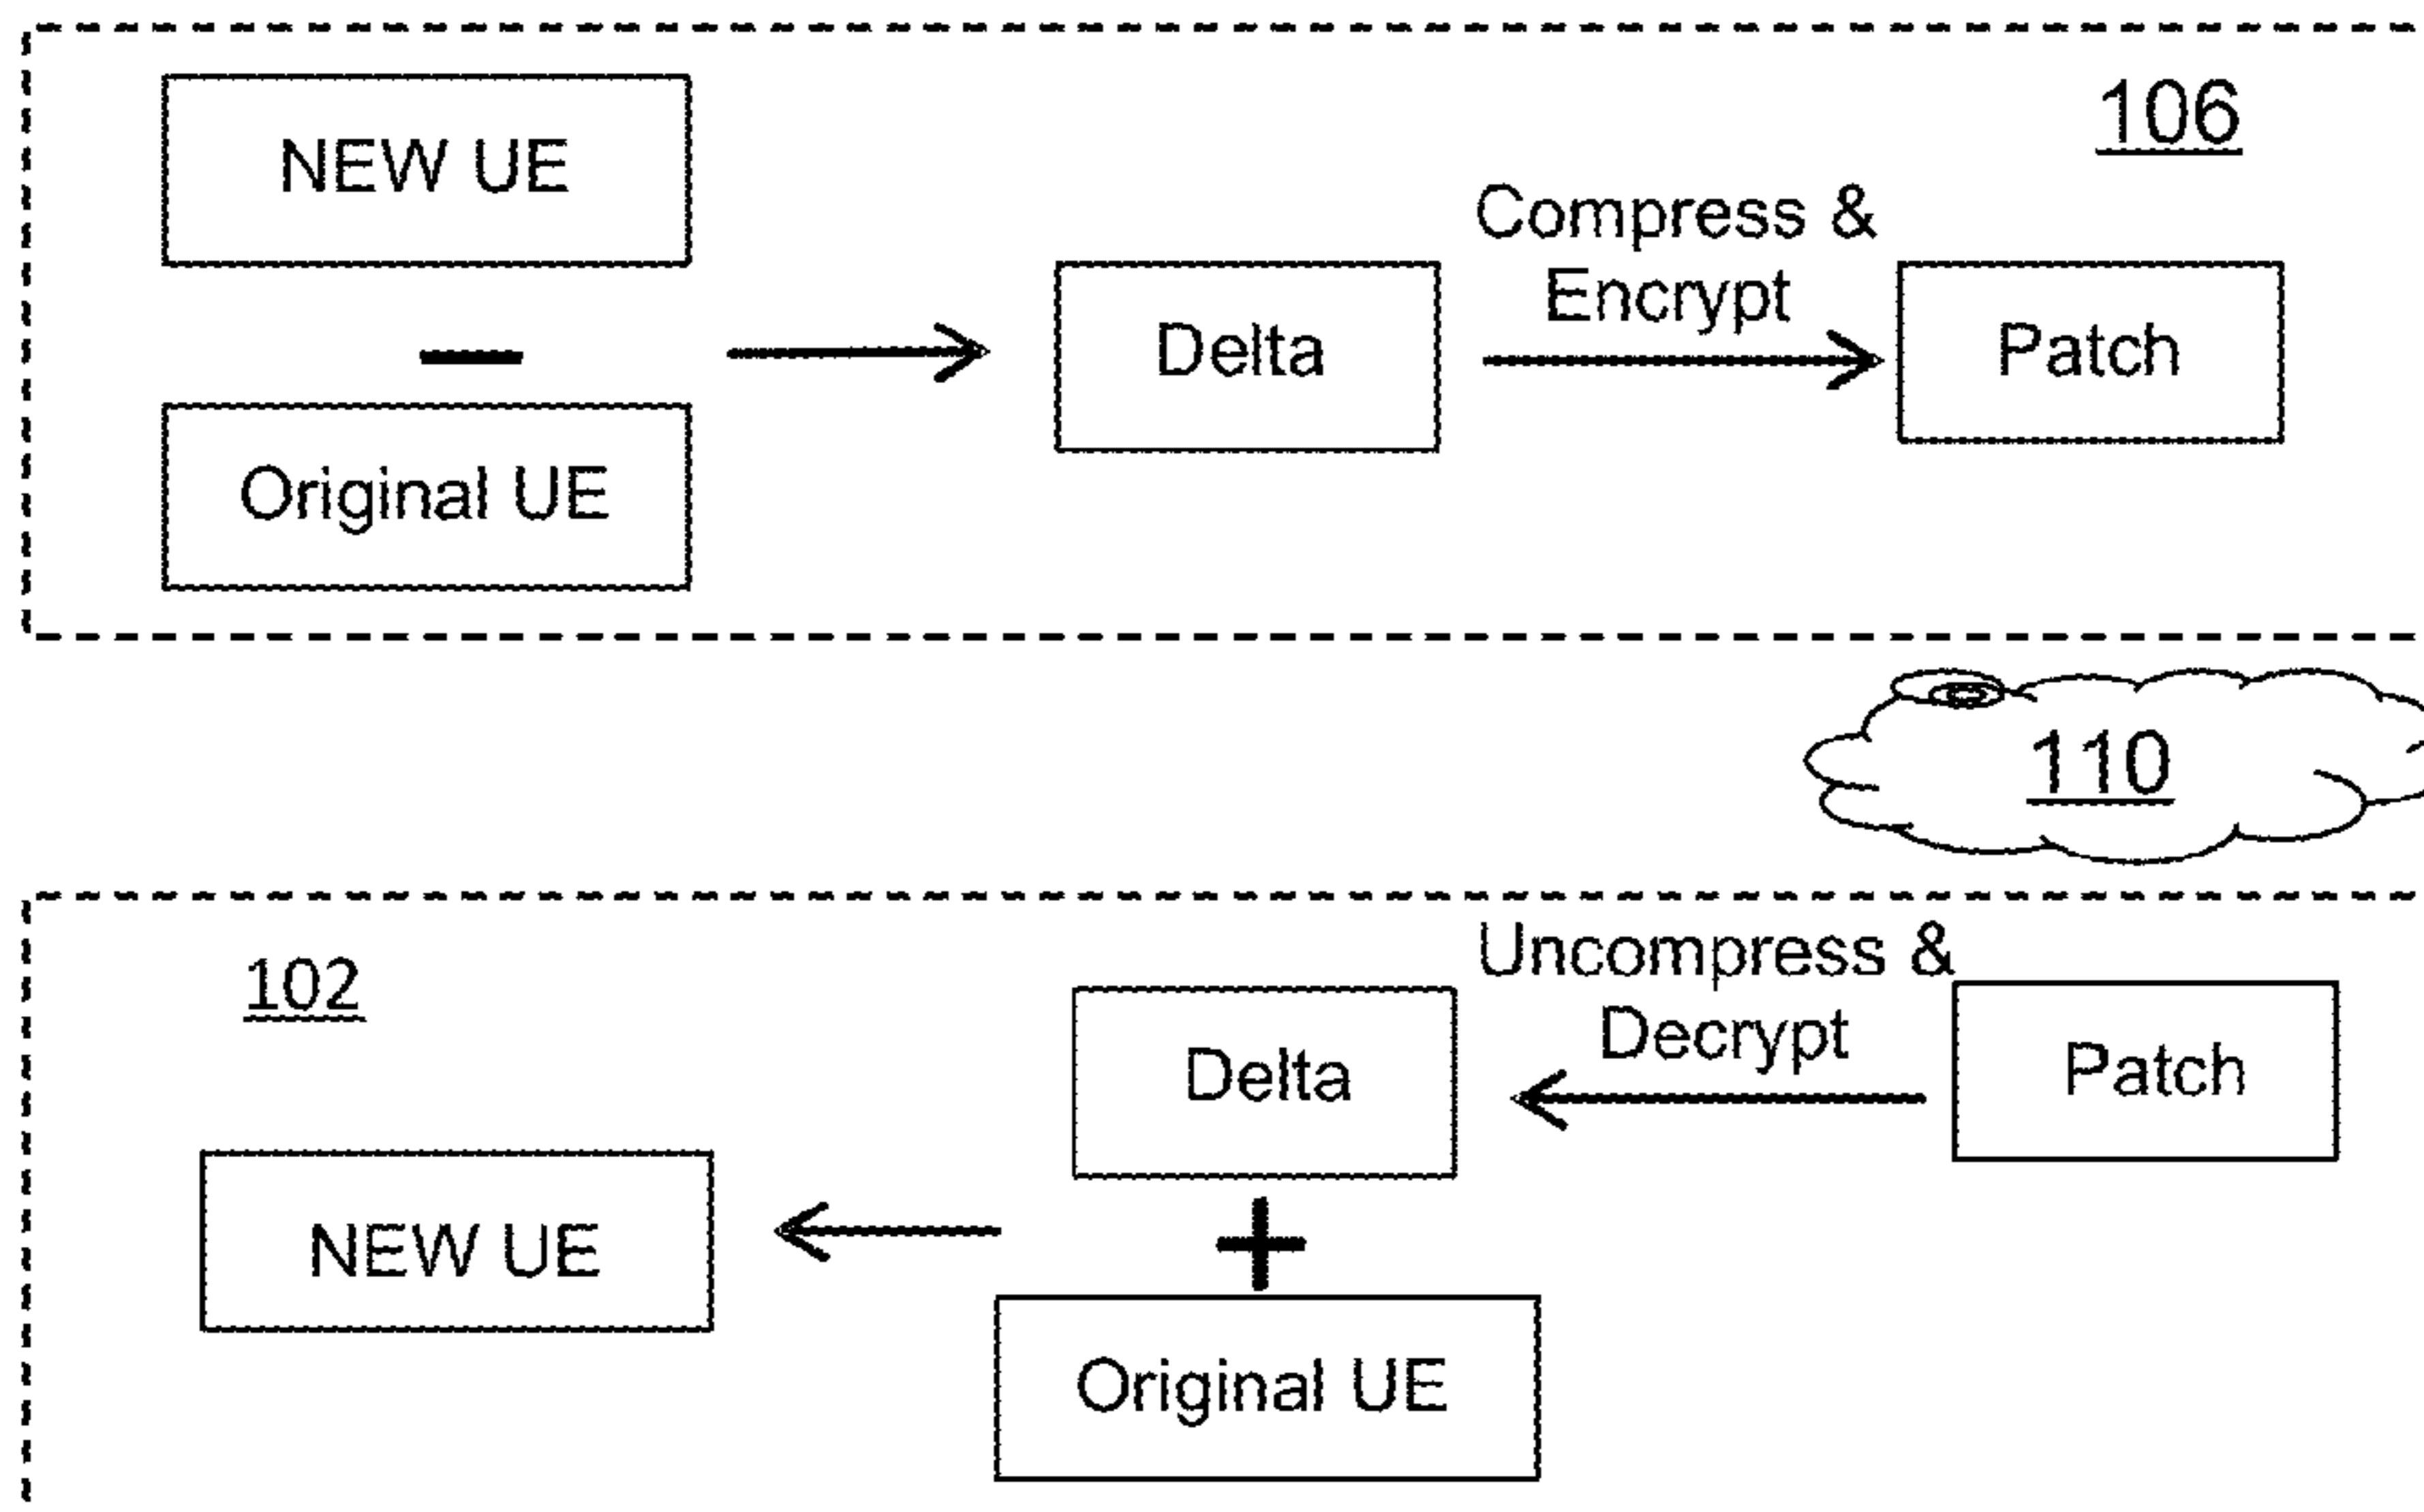 NEW UE
106
Compress &
Encrypt
Delta
Patch
Original UE
110
102
Uncompress &
Decrypt
Delta
Patch
NEW UE
Original UE